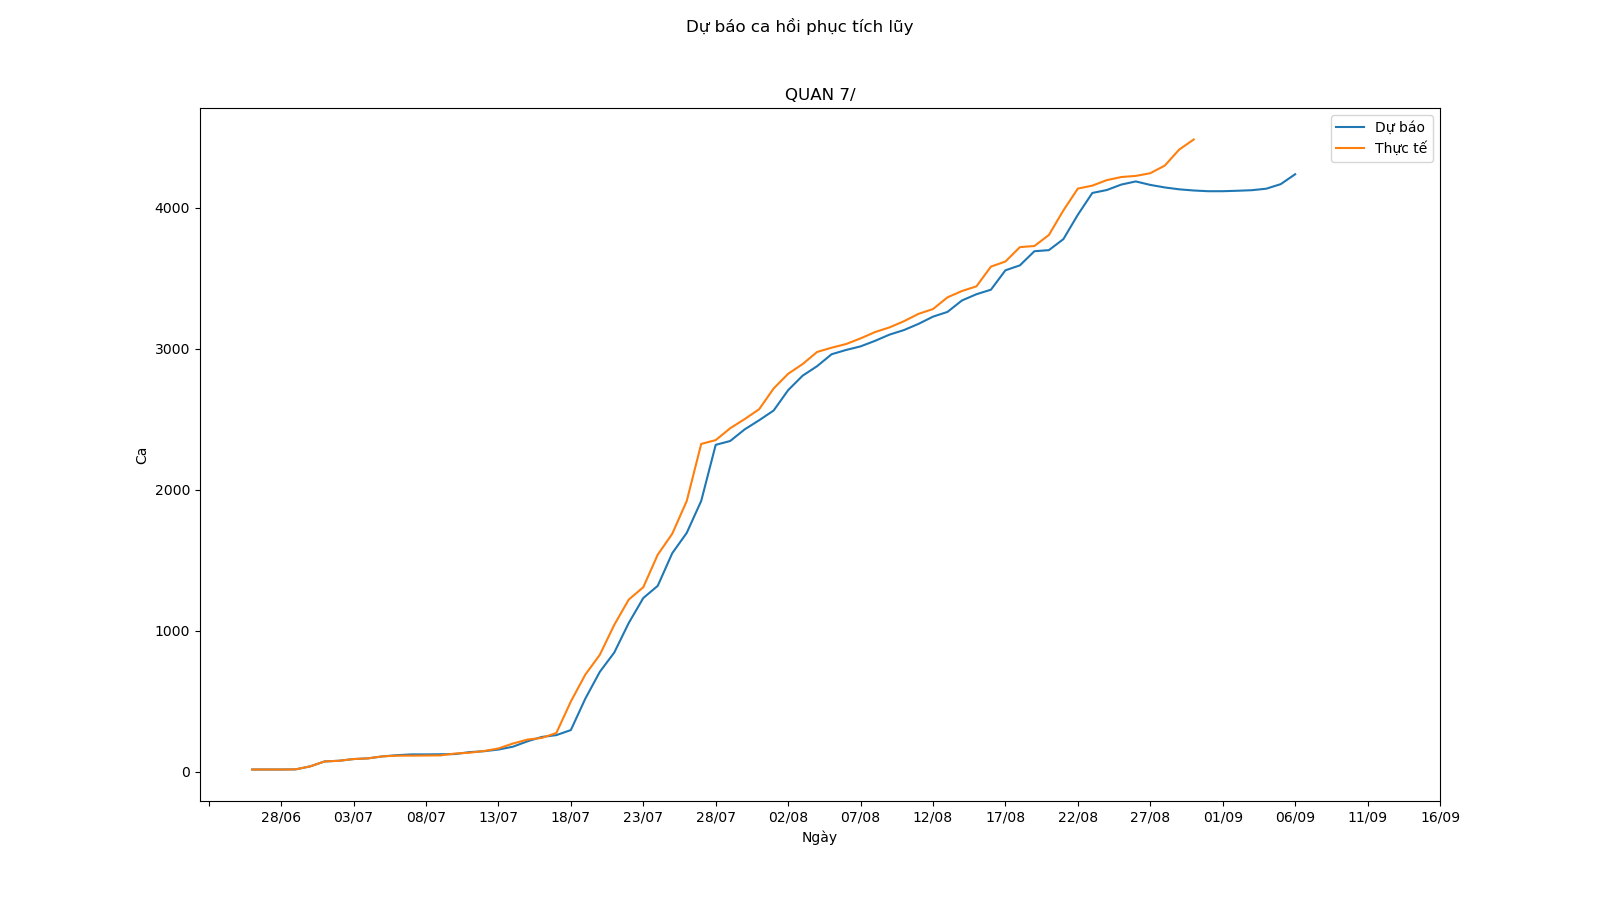 Dự báo ca hồi phục tích lũy
QUAN 7/
Dự báo
Thực tế
4000
3000
2000
1000
0
Ca
28/06 03/07 08/07 13/07 18/07 23/07 28/07 02/08 07/08 12/08 17/08 22/08 27/08 01/09 06/09 11/09 16/09
Ngày